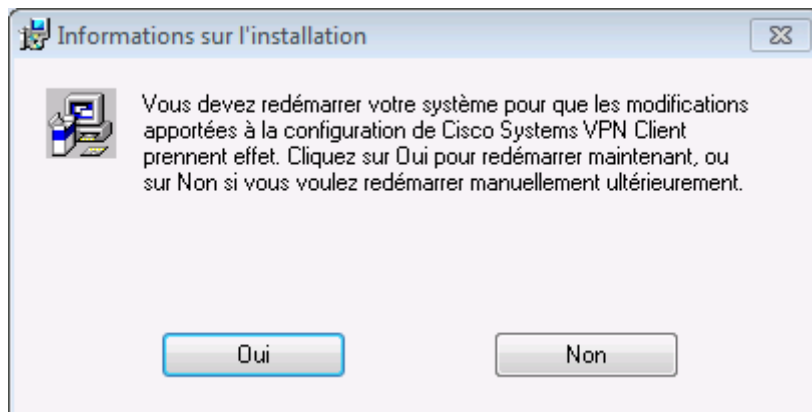 Informations sur l'installation
Vous devez redémarrer votre système pour que les modifications
apportées à la configuration de Cisco Systems VPN Client
prennent effet. Cliquez sur Oui pour redémarrer maintenant, ou
sur Non si vous voulez redémarrer manuellement ultérieurement.
Oui
Non